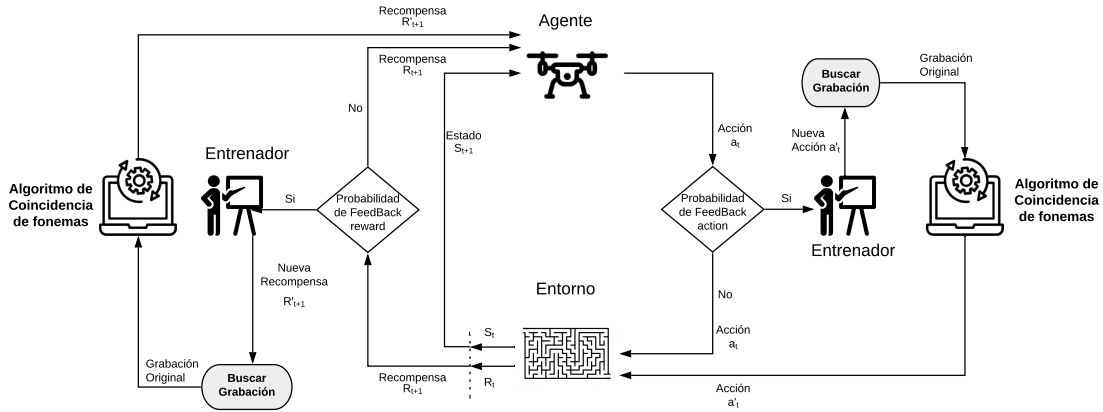 Recompensa
R'ₜ₊₁
Agente
Recompensa
Rₜ₊₁
Buscar
Grabación
Grabación
Original
No
Estado
Sₜ₊₁
Acción
aₜ
Nueva
Acción a'ₜ
Entrenador
Algoritmo de
Coincidencia
de fonemas
Si
Probabilidad
de FeedBack
reward
Probabilidad
de FeedBack
action
Si
Entrenador
Algoritmo de
Coincidencia
de fonemas
Nueva
Recompensa
R'ₜ₊₁
Entorno
No
Sₜ
Acción
aₜ
Grabación
Original
Buscar
Grabación
Recompensa
Rₜ₊₁
Rₜ
Acción
a'ₜ